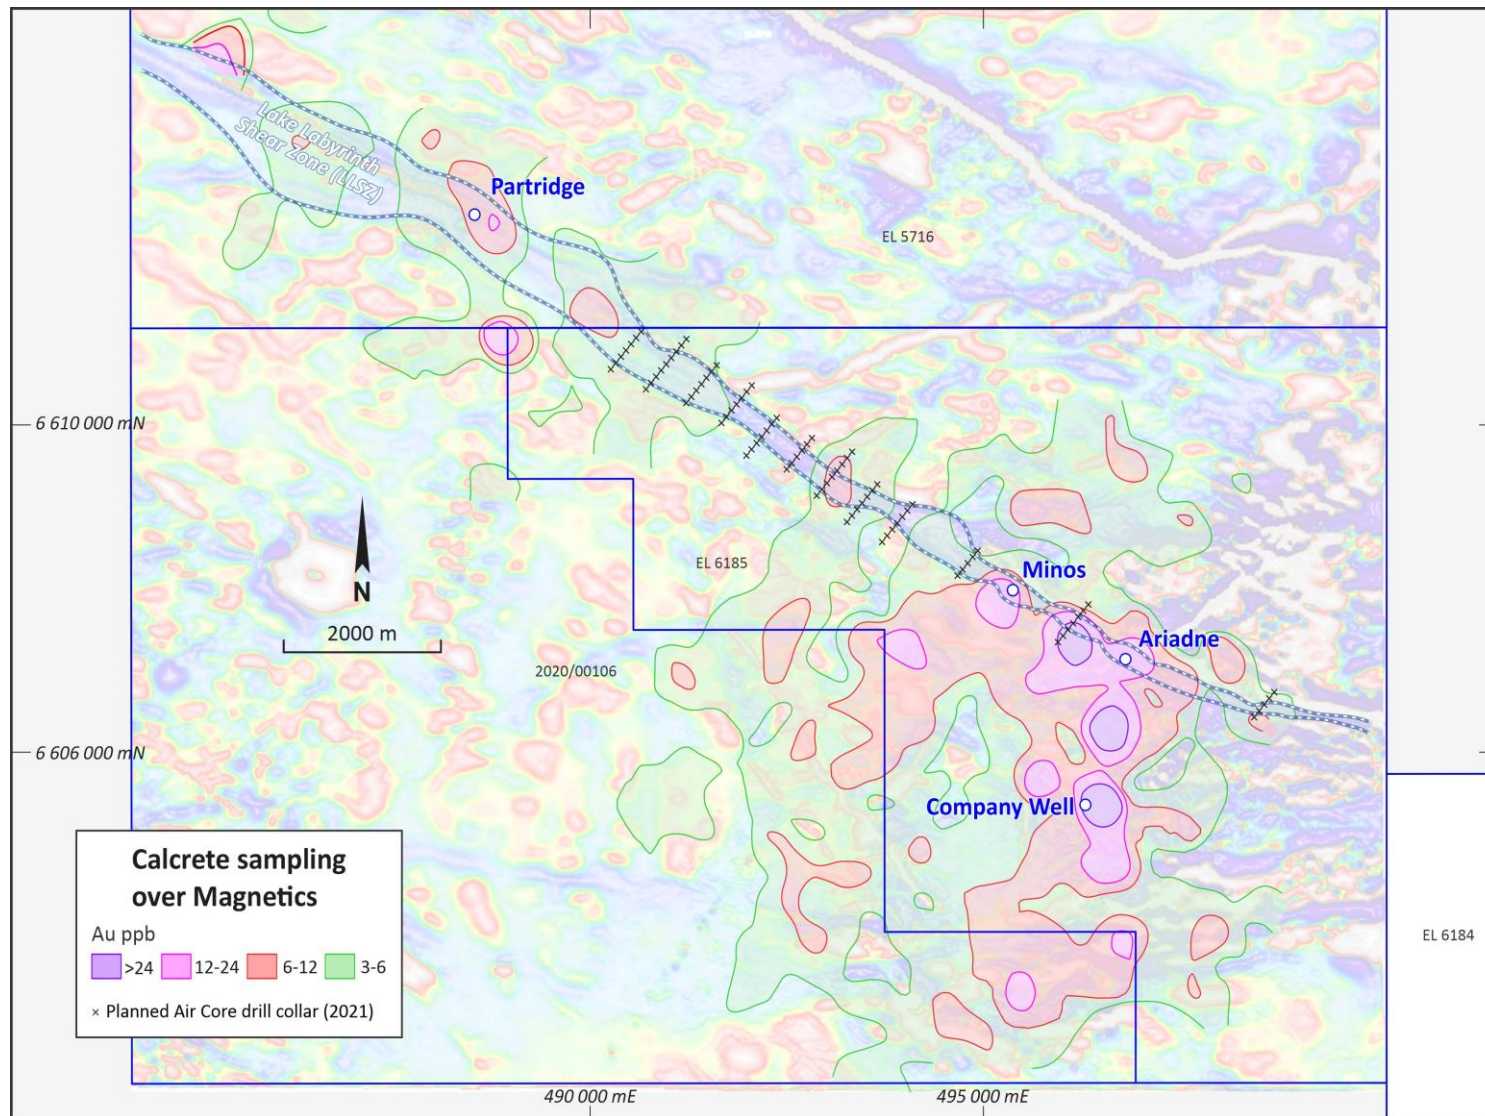 Lake Labyrinth
Shear Zone (LLSZ)
Partridge
EL 5716
6 610 000 mN
EL 6185
N
2000 m
Minos
Ariadne
2020/00106
6 606 000 mN
Company Well
Calcrete sampling
over Magnetics
Au ppb
>24 12-24 6-12 3-6
× Planned Air Core drill collar (2021)
EL 6184
490 000 mE
495 000 mE